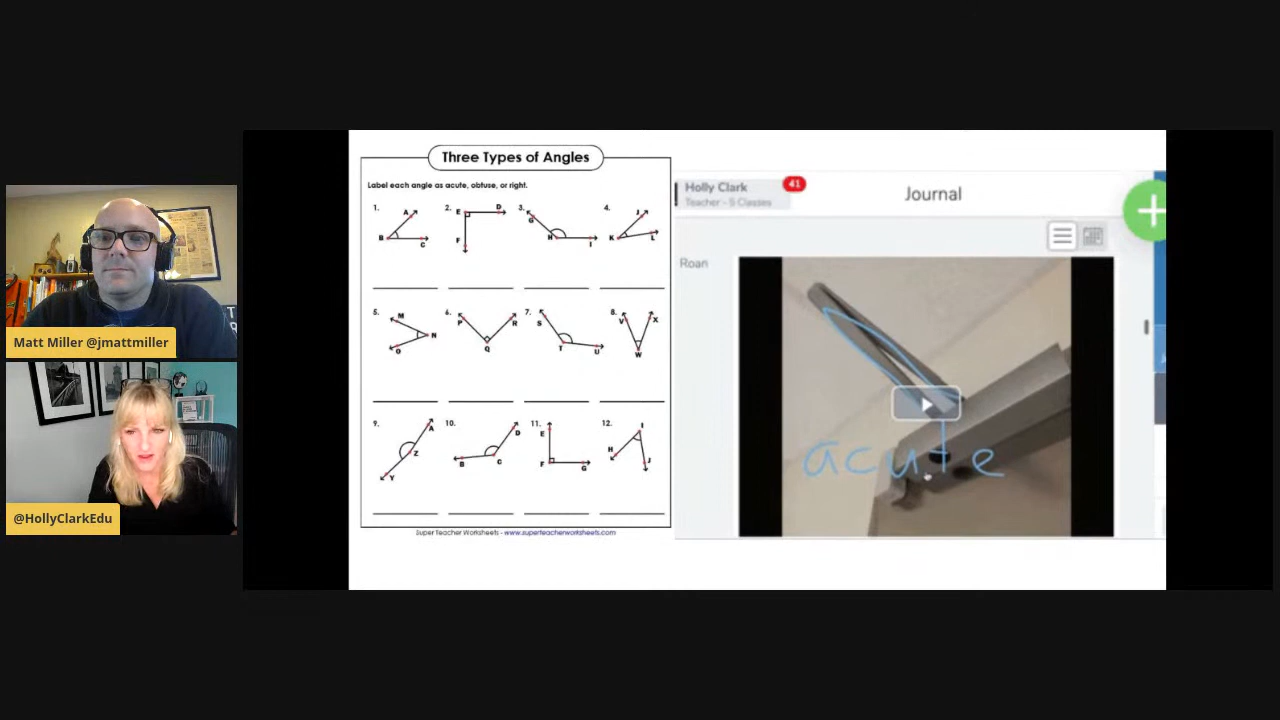 Three Types of Angles
Label each angle as acute, obtuse, or right.
1. A B C
2. E D F
3. G H I
4. J K L
5. M N O
6. P R Q
7. S T U
8. V X W
9. A Z Y
10. D B C
11. E F G
12. I H J
Super Teacher Worksheets - www.superteacherworksheets.com
Holly Clark
41
Teacher - 5 Classes
Journal
Roan
acute
Matt Miller @jmattmiller
@HollyClarkEdu